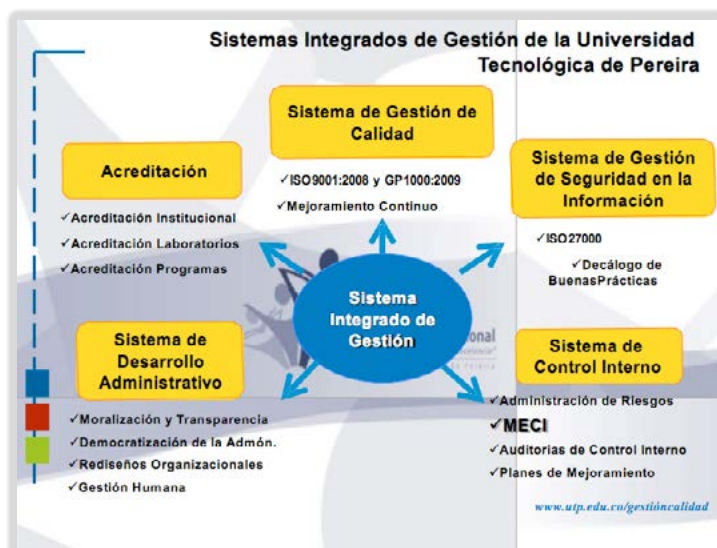 Sistemas Integrados de Gestión de la Universidad
Tecnológica de Pereira
Sistema de Gestión de
Calidad
✓ISO9001:2008 y GP1000:2009
✓Mejoramiento Continuo
Acreditación
✓Acreditación Institucional
✓Acreditación Laboratorios
✓Acreditación Programas
Sistema de Gestión
de Seguridad en la
Información
✓ISO27000
✓Decálogo de
BuenasPrácticas
Sistema
Integrado de
Gestión
Sistema de
Desarrollo
Administrativo
✓Moralización y Transparencia
✓Democratización de la Admón.
✓Rediseños Organizacionales
✓Gestión Humana
Sistema de
Control Interno
✓Administración de Riesgos
✓MECI
✓Auditorias de Control Interno
✓Planes de Mejoramiento
www.utp.edu.co/gestióncalidad